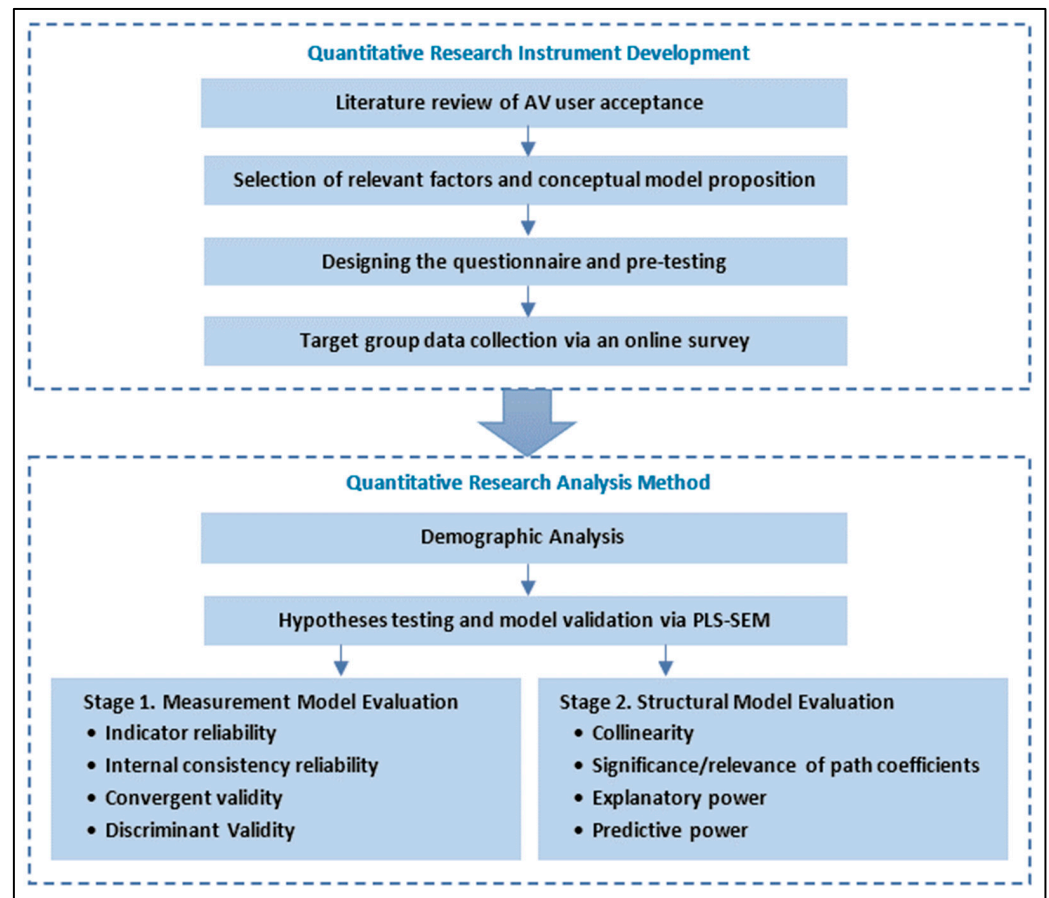 Quantitative Research Instrument Development
Literature review of AV user acceptance
Selection of relevant factors and conceptual model proposition
Designing the questionnaire and pre-testing
Target group data collection via an online survey
Quantitative Research Analysis Method
Demographic Analysis
Hypotheses testing and model validation via PLS-SEM
Stage 1. Measurement Model Evaluation
• Indicator reliability
• Internal consistency reliability
• Convergent validity
• Discriminant Validity
Stage 2. Structural Model Evaluation
• Collinearity
• Significance/relevance of path coefficients
• Explanatory power
• Predictive power